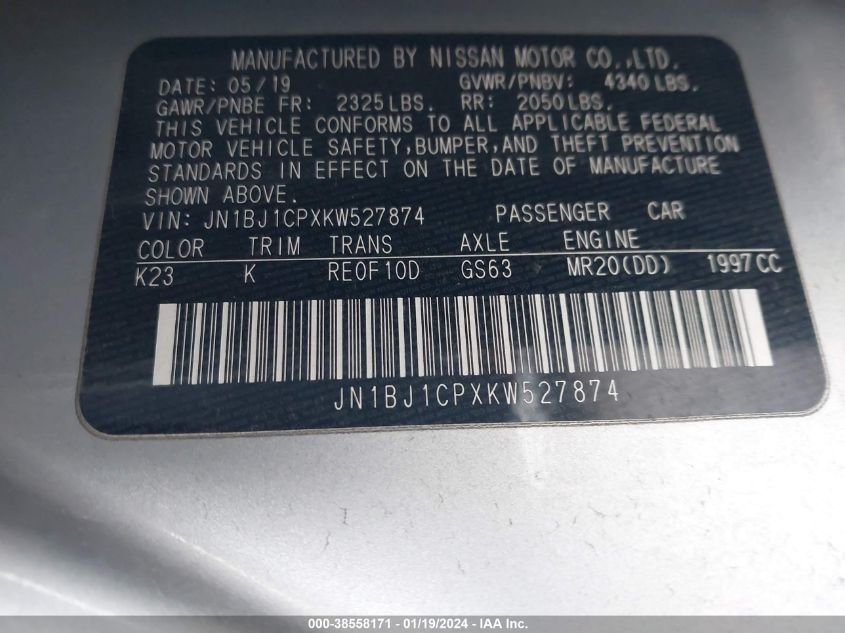 MANUFACTURED BY NISSAN MOTOR CO.,LTD.
DATE: 05/19 GVWR/PNBV: 4340 LBS.
GAWR/PNBE FR: 2325 LBS. RR: 2050 LBS.
THIS VEHICLE CONFORMS TO ALL APPLICABLE FEDERAL
MOTOR VEHICLE SAFETY,BUMPER,AND THEFT PREVENTION
STANDARDS IN EFFECT ON THE DATE OF MANUFACTURE
SHOWN ABOVE.
VIN: JN1BJ1CPXKW527874 PASSENGER CAR
COLOR TRIM TRANS AXLE ENGINE
K23 K RE0F10D GS63 MR20(DD) 1997 CC
JN1BJ1CPXKW527874
000-38558171 - 01/19/2024 - IAA Inc.